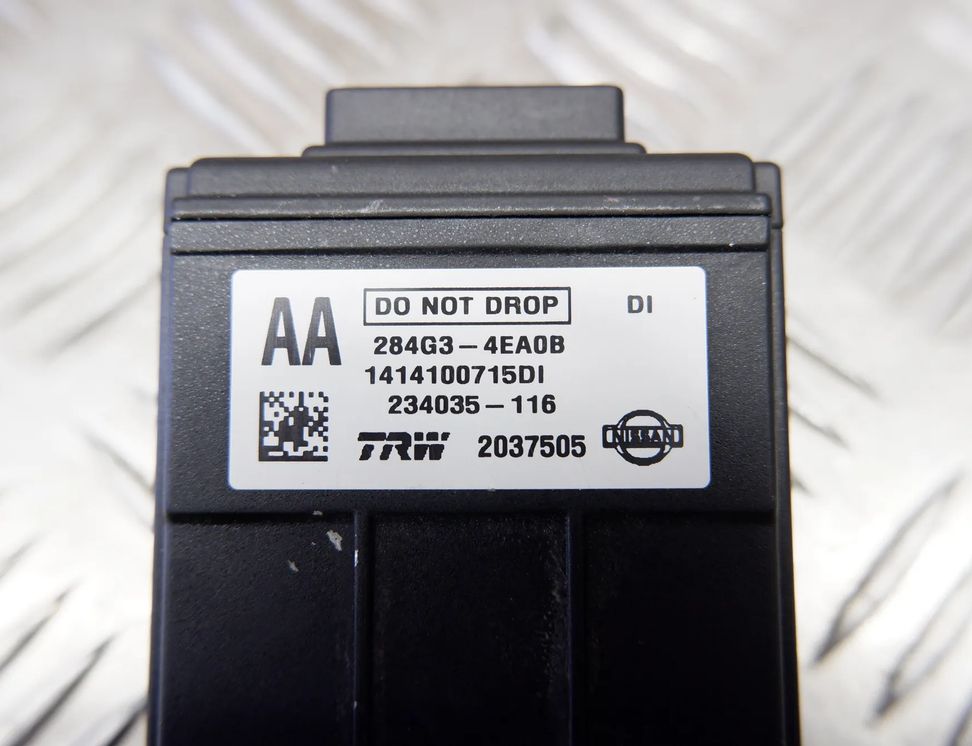 AA
DO NOT DROP
DI
284G3-4EA0B
1414100715DI
234035-116
TRW 2037505 NISSAN